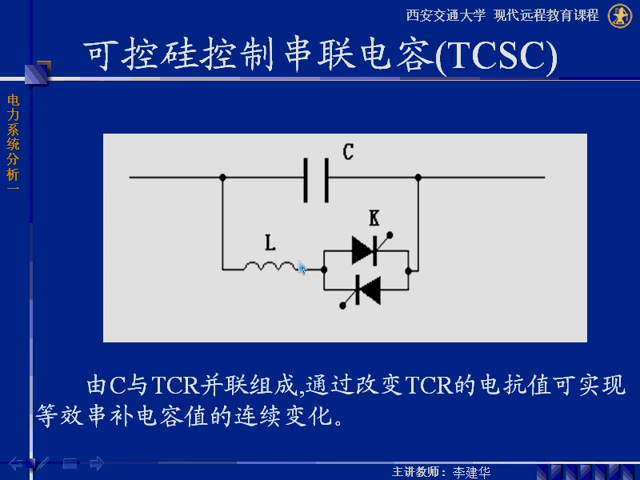 西安交通大学 现代远程教育课程
可控硅控制串联电容(TCSC)
电力系统分析一
C
K
L
由C与TCR并联组成,通过改变TCR的电抗值可实现
等效串补电容值的连续变化。
主讲教师：李建华